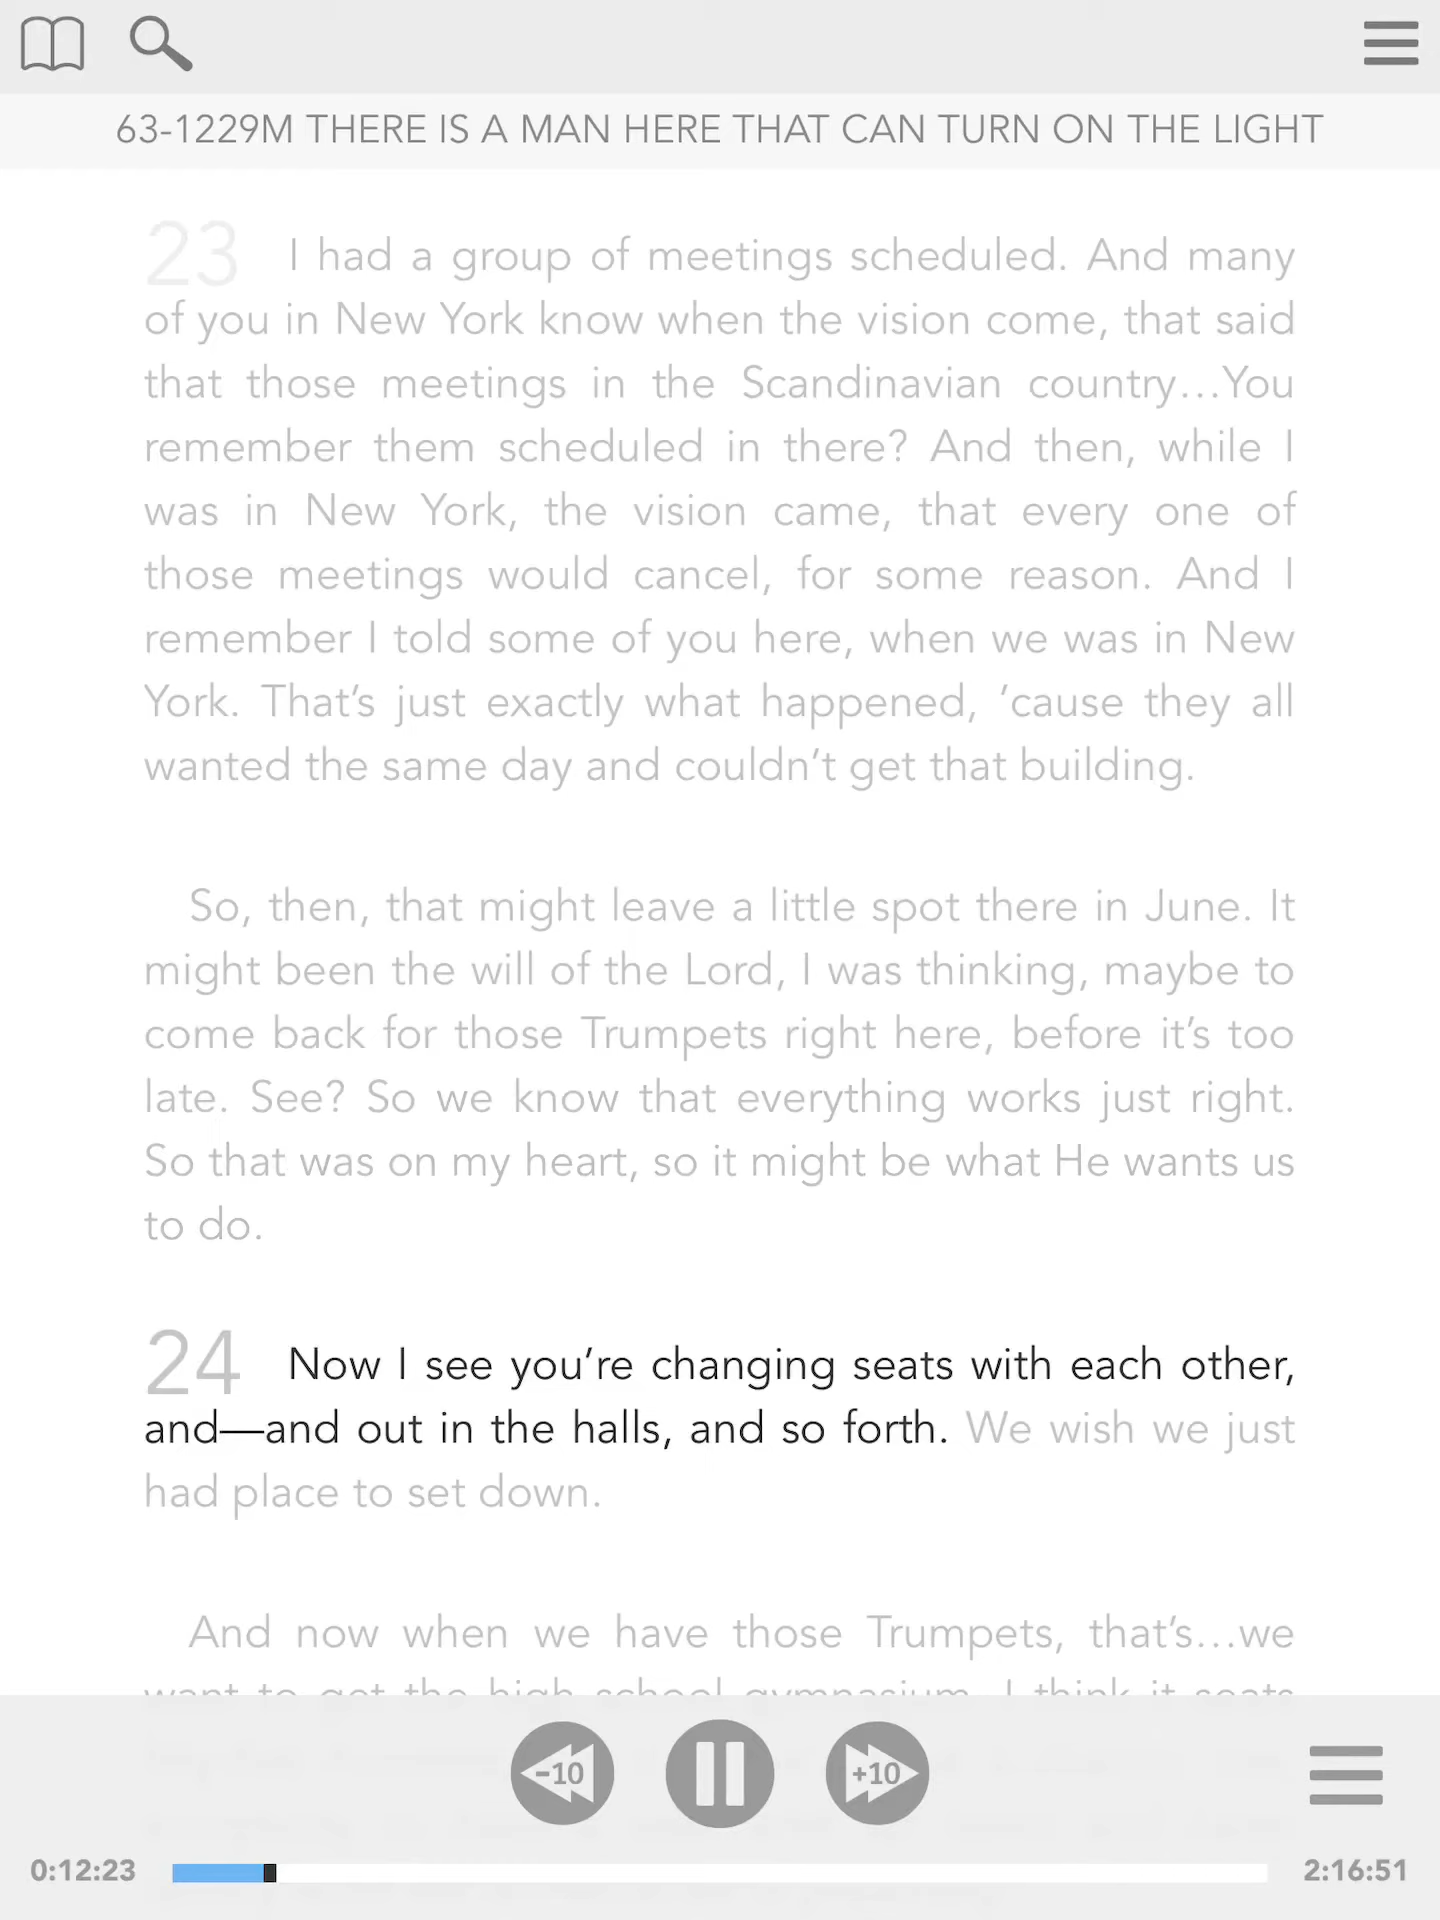 63-1229M THERE IS A MAN HERE THAT CAN TURN ON THE LIGHT
23 I had a group of meetings scheduled. And many
of you in New York know when the vision come, that said
that those meetings in the Scandinavian country…You
remember them scheduled in there? And then, while I
was in New York, the vision came, that every one of
those meetings would cancel, for some reason. And I
remember I told some of you here, when we was in New
York. That’s just exactly what happened, ’cause they all
wanted the same day and couldn’t get that building.
So, then, that might leave a little spot there in June. It
might been the will of the Lord, I was thinking, maybe to
come back for those Trumpets right here, before it’s too
late. See? So we know that everything works just right.
So that was on my heart, so it might be what He wants us
to do.
24 Now I see you’re changing seats with each other,
and—and out in the halls, and so forth. We wish we just
had place to set down.
And now when we have those Trumpets, that’s…we
want to get the high school gymnasium. I think it seats
-10 +10
0:12:23 2:16:51